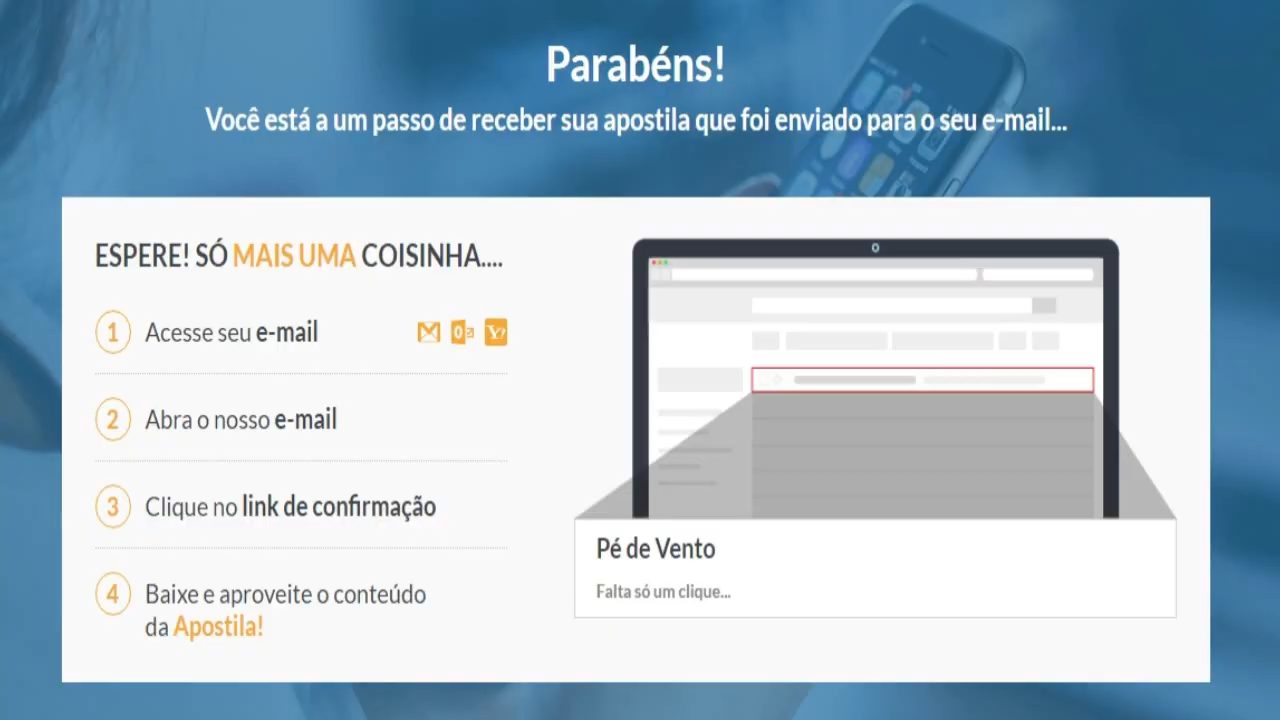 Parabéns!
Você está a um passo de receber sua apostila que foi enviado para o seu e-mail...
ESPERE! SÓ MAIS UMA COISINHA....
1 Acesse seu e-mail
2 Abra o nosso e-mail
3 Clique no link de confirmação
4 Baixe e aproveite o conteúdo
da Apostila!
Pé de Vento
Falta só um clique...